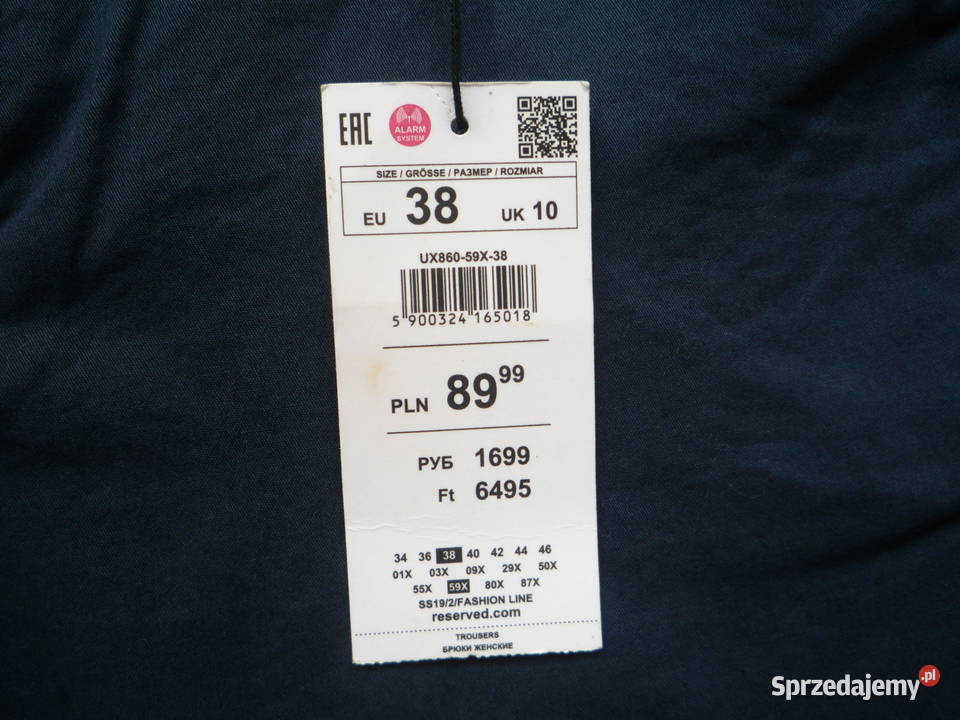 EAC
ALARM
SYSTEM
SIZE / GRÖSSE / РАЗМЕР / ROZMIAR
EU 38 UK 10
UX860-59X-38
5 900324 165018
PLN 89 99
РУБ 1699
Ft 6495
34 36 38 40 42 44 46
01X 03X 09X 29X 50X
55X 59X 80X 87X
SS19/2/FASHION LINE
reserved.com
TROUSERS
БРЮКИ ЖЕНСКИЕ
Sprzedajemy.pl